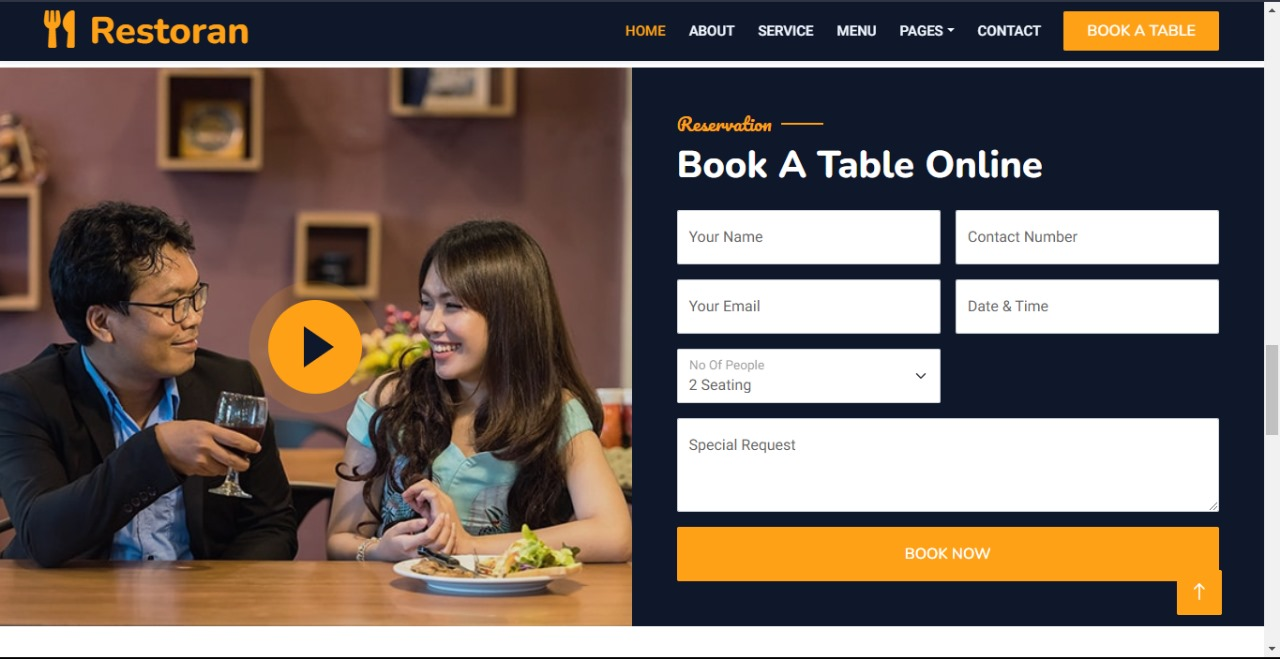 Restoran
HOME ABOUT SERVICE MENU PAGES CONTACT BOOK A TABLE
Reservation
Book A Table Online
Your Name Contact Number
Your Email Date & Time
No Of People
2 Seating
Special Request
BOOK NOW